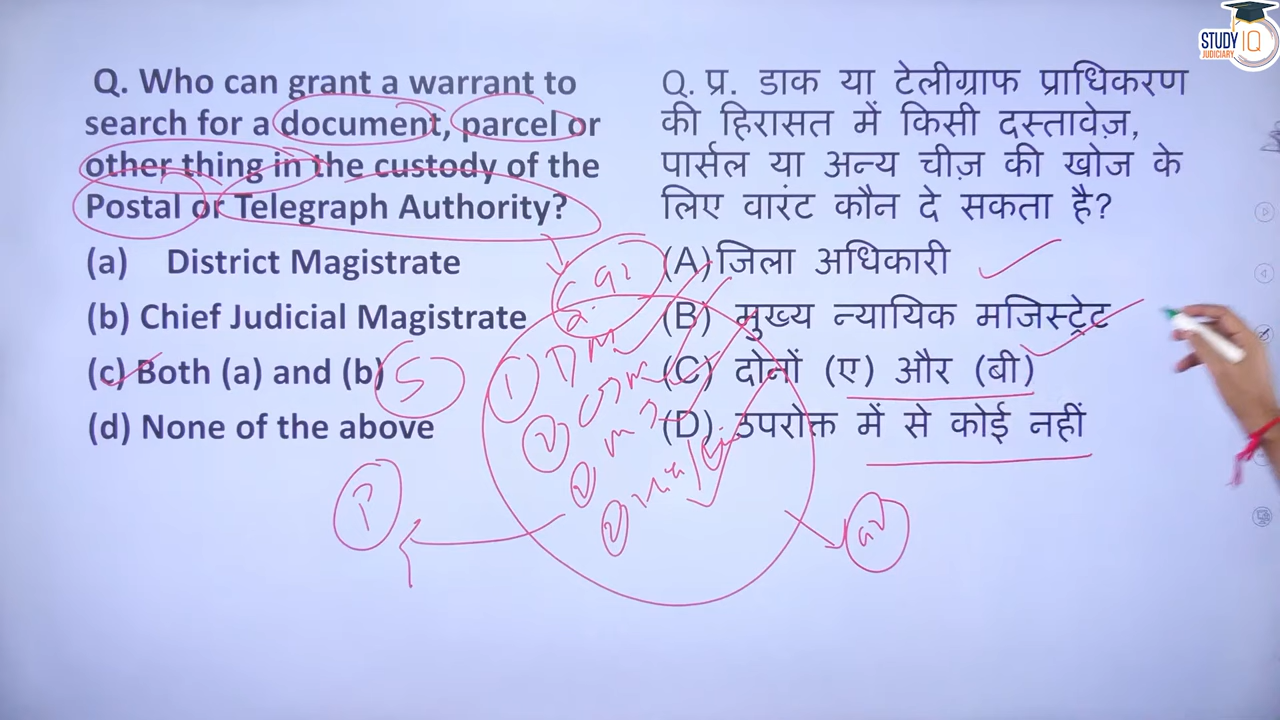 STUDY IQ
JUDICIARY
Q. Who can grant a warrant to
search for a document, parcel or
other thing in the custody of the
Postal or Telegraph Authority?
(a) District Magistrate
(b) Chief Judicial Magistrate
(c) Both (a) and (b)
(d) None of the above
Q. प्र. डाक या टेलीग्राफ प्राधिकरण
की हिरासत में किसी दस्तावेज़,
पार्सल या अन्य चीज़ की खोज के
लिए वारंट कौन दे सकता है?
(A) जिला अधिकारी
(B) मुख्य न्यायिक मजिस्ट्रेट
(C) दोनों (ए) और (बी)
(D) उपरोक्त में से कोई नहीं
① DM